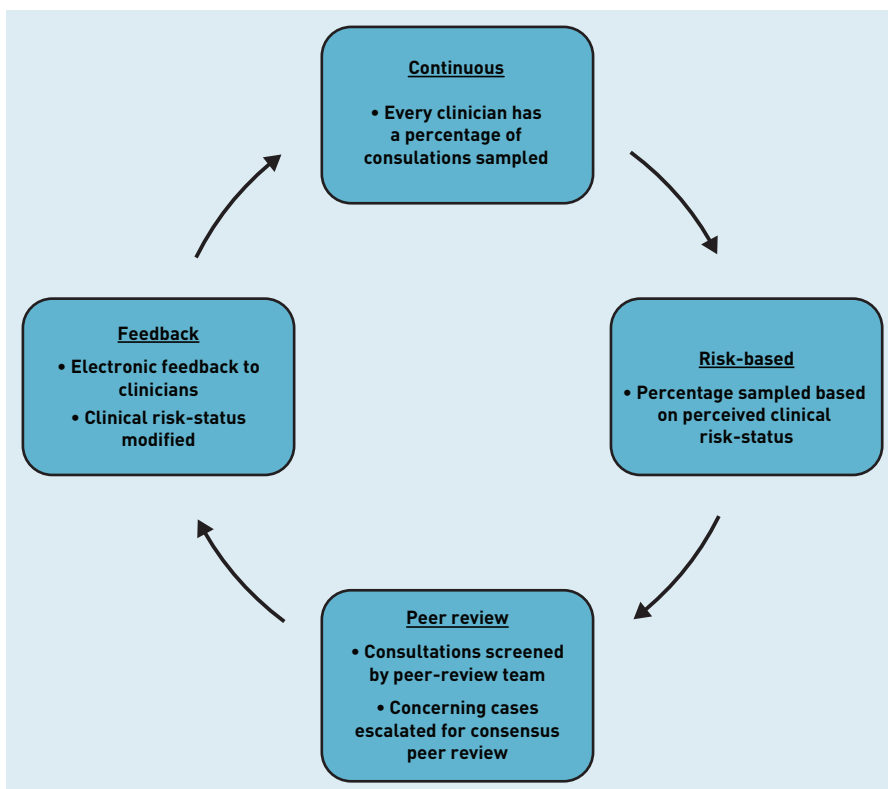 Continuous
• Every clinician has
a percentage of
consulations sampled
Risk-based
• Percentage sampled based
on perceived clinical
risk-status
Peer review
• Consultations screened
by peer-review team
• Concerning cases
escalated for consensus
peer review
Feedback
• Electronic feedback to
clinicians
• Clinical risk-status
modified